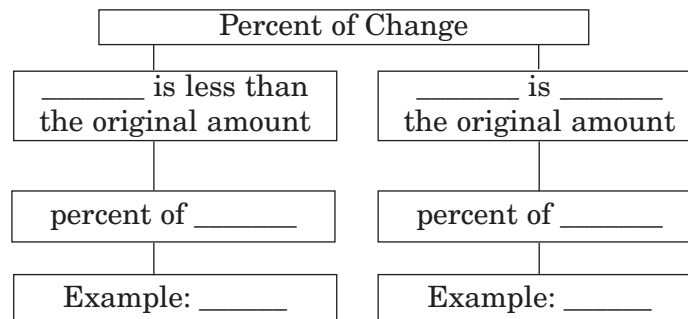 Percent of Change
_______ is less than
the original amount
_______ is _______
the original amount
percent of _______
percent of _______
Example: ______
Example: ______